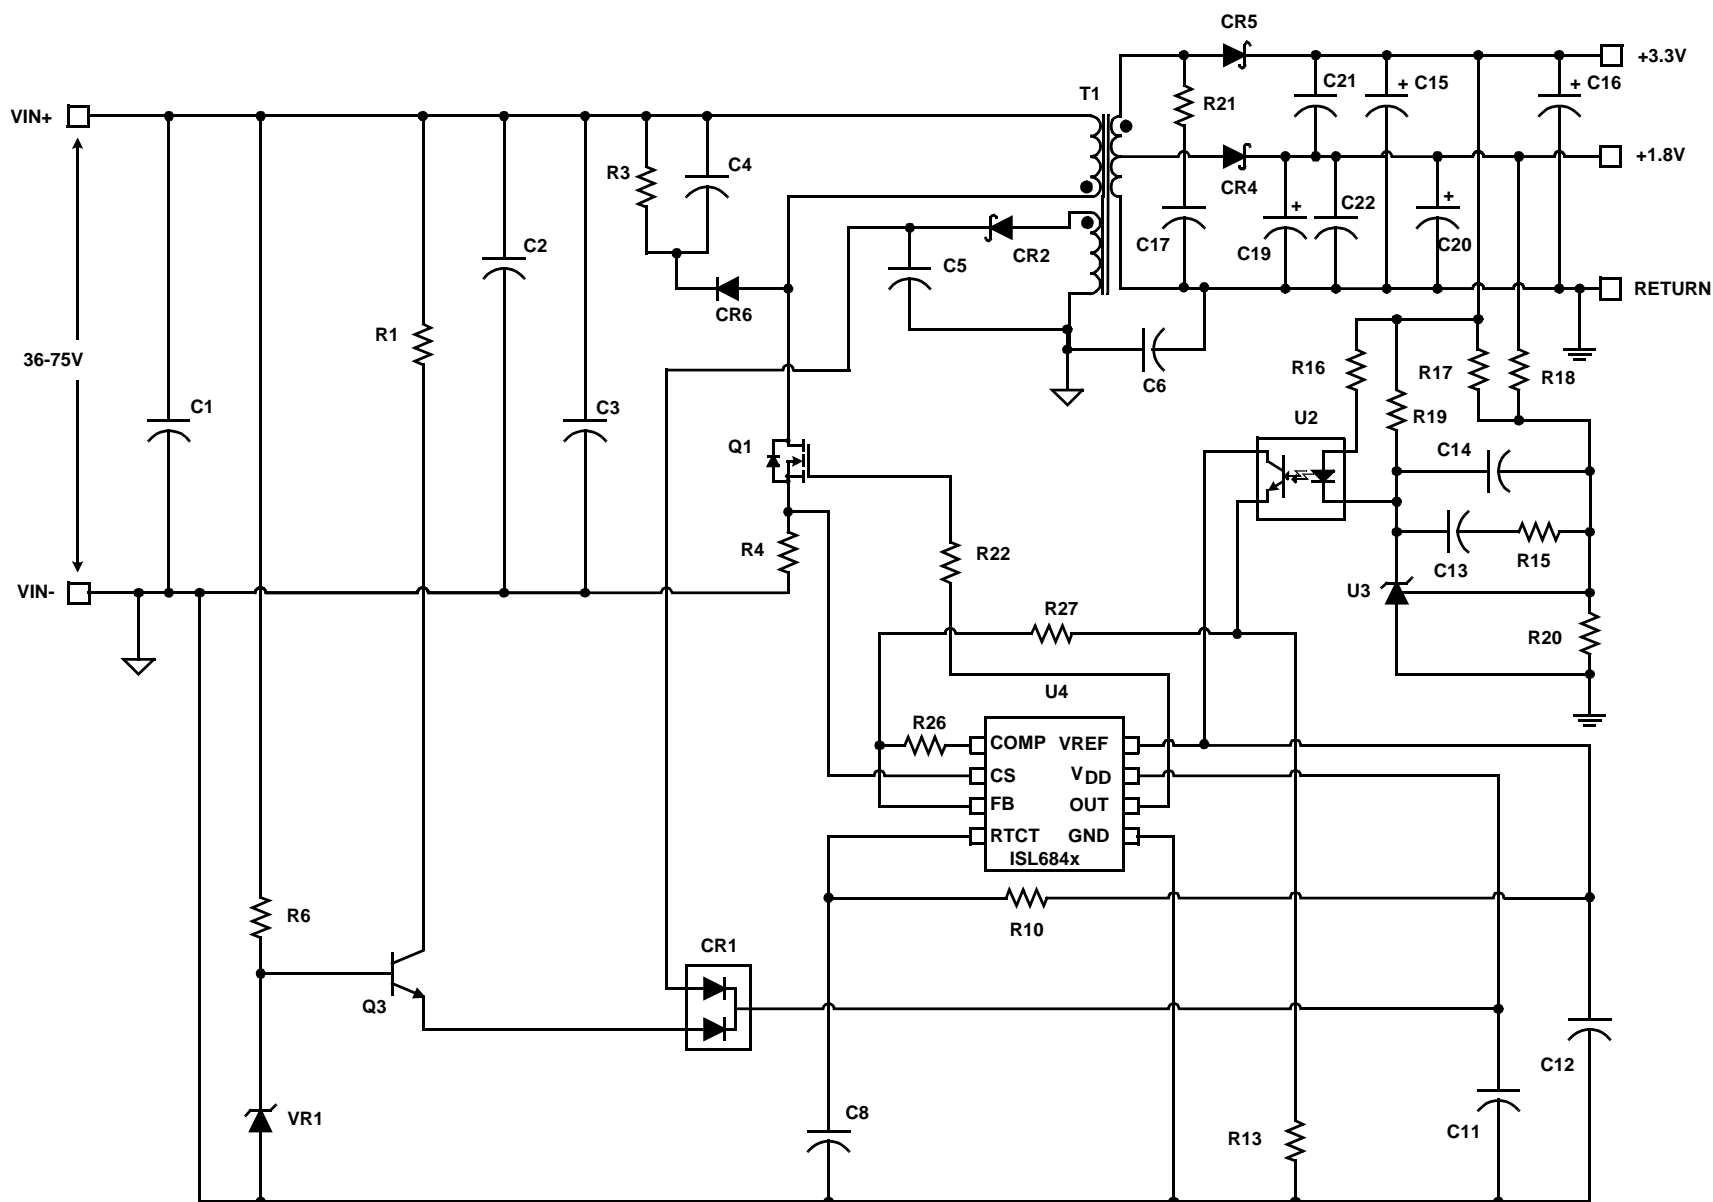 CR5
+3.3V
T1
R21
C21
+ C15
+ C16
VIN+
+1.8V
CR4
R3
C4
+
C22
+
C17
C19
C20
C2
C5
CR2
RETURN
CR6
R1
36-75V
R16
R17
R18
C6
C1
C3
R19
U2
Q1
C14
R4
R22
C13
R15
VIN-
U3
R27
R20
U4
R26
COMP
VREF
CS
VDD
FB
OUT
RTCT
GND
ISL684x
R6
R10
CR1
Q3
C12
VR1
C8
R13
C11